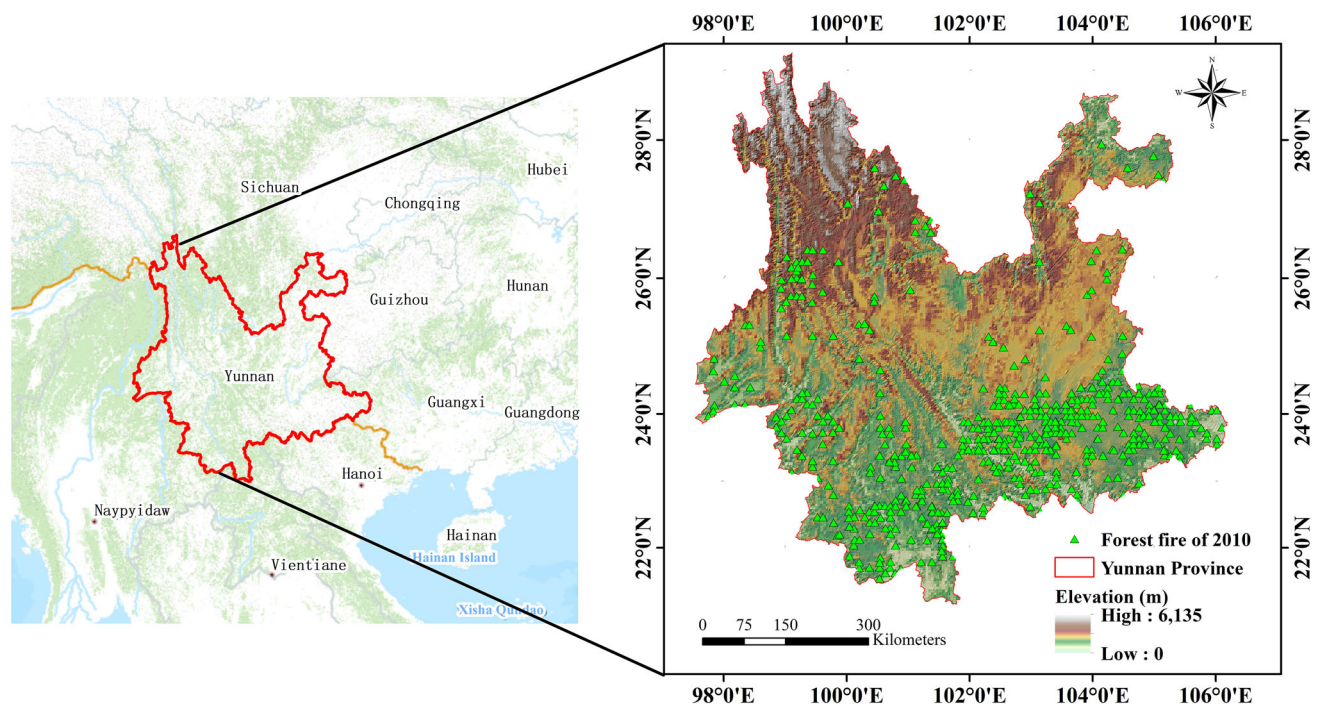 Hubei
Sichuan
Chongqing
Hunan
Guizhou
Yunnan
Guangxi
Guangdong
Hanoi
Naypyidaw
Hainan
Hainan Island
Vientiane
98°0'E 100°0'E 102°0'E 104°0'E 106°0'E
N
W E
S
28°0'N 28°0'N
26°0'N 26°0'N
24°0'N 24°0'N
22°0'N 22°0'N
Forest fire of 2010
Yunnan Province
Elevation (m)
High : 6,135
Low : 0
0 75 150 300
Kilometers
98°0'E 100°0'E 102°0'E 104°0'E 106°0'E
Xisha